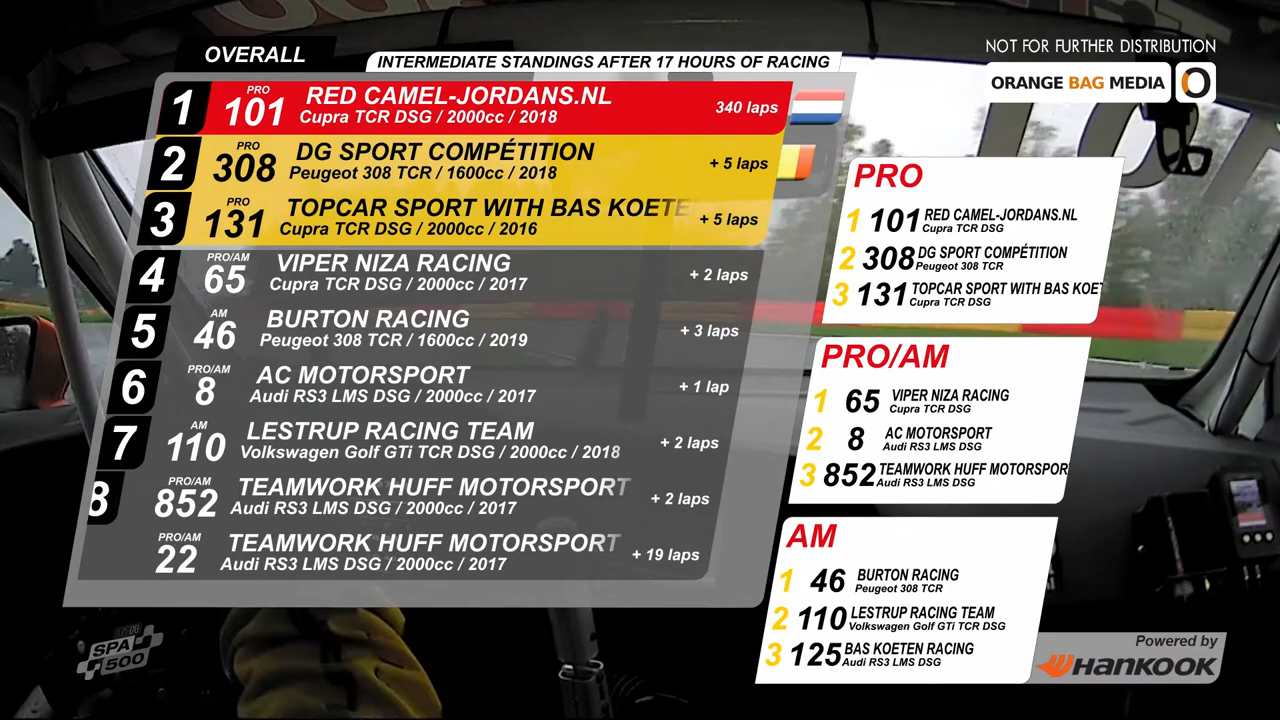 OVERALL
INTERMEDIATE STANDINGS AFTER 17 HOURS OF RACING
NOT FOR FURTHER DISTRIBUTION
ORANGE BAG MEDIA
1 PRO 101 RED CAMEL-JORDANS.NL 340 laps
Cupra TCR DSG / 2000cc / 2018
2 PRO 308 DG SPORT COMPÉTITION + 5 laps
Peugeot 308 TCR / 1600cc / 2018
3 PRO 131 TOPCAR SPORT WITH BAS KOETE + 5 laps
Cupra TCR DSG / 2000cc / 2016
4 PRO/AM 65 VIPER NIZA RACING + 2 laps
Cupra TCR DSG / 2000cc / 2017
5 AM 46 BURTON RACING + 3 laps
Peugeot 308 TCR / 1600cc / 2019
6 PRO/AM 8 AC MOTORSPORT + 1 lap
Audi RS3 LMS DSG / 2000cc / 2017
7 AM 110 LESTRUP RACING TEAM + 2 laps
Volkswagen Golf GTi TCR DSG / 2000cc / 2018
8 PRO/AM 852 TEAMWORK HUFF MOTORSPORT + 2 laps
Audi RS3 LMS DSG / 2000cc / 2017
PRO/AM 22 TEAMWORK HUFF MOTORSPORT + 19 laps
Audi RS3 LMS DSG / 2000cc / 2017
PRO
1 101 RED CAMEL-JORDANS.NL
Cupra TCR DSG
2 308 DG SPORT COMPÉTITION
Peugeot 308 TCR
3 131 TOPCAR SPORT WITH BAS KOET
Cupra TCR DSG
PRO/AM
1 65 VIPER NIZA RACING
Cupra TCR DSG
2 8 AC MOTORSPORT
Audi RS3 LMS DSG
3 852 TEAMWORK HUFF MOTORSPOR
Audi RS3 LMS DSG
AM
1 46 BURTON RACING
Peugeot 308 TCR
2 110 LESTRUP RACING TEAM
Volkswagen Golf GTi TCR DSG
3 125 BAS KOETEN RACING
Audi RS3 LMS DSG
TCR
SPA
500
Powered by
HANKOOK